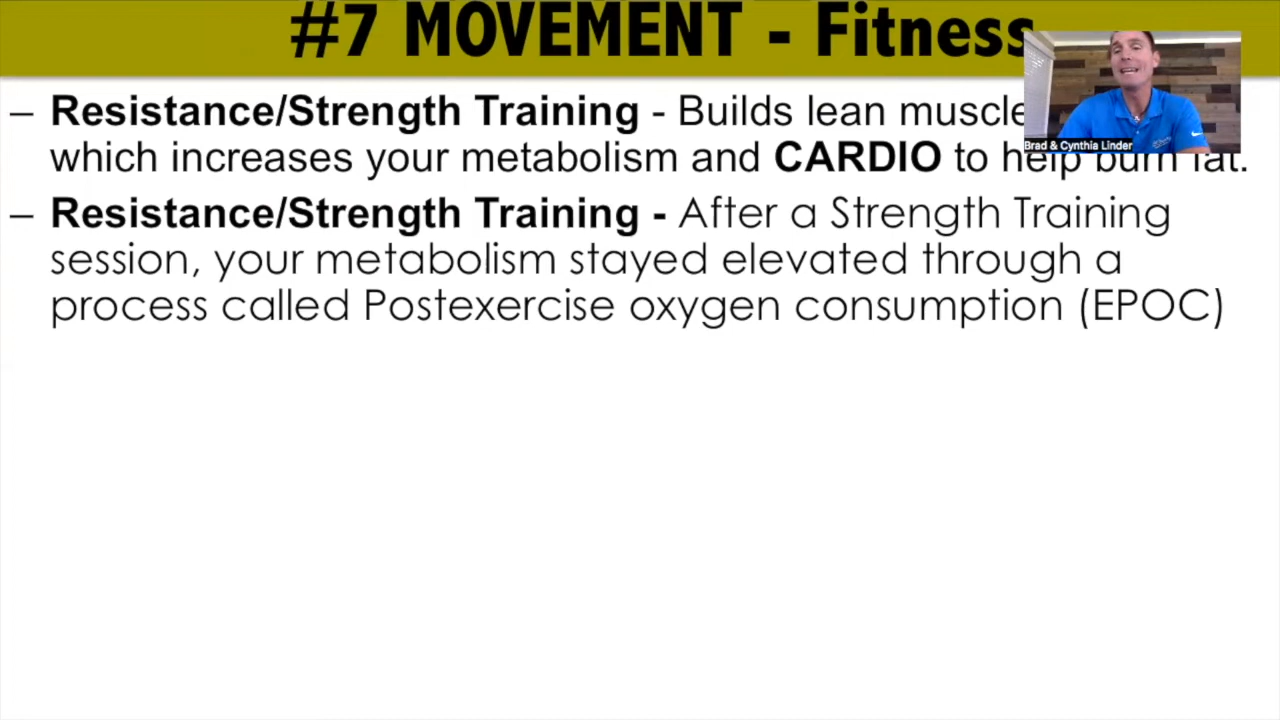 #7 MOVEMENT - Fitness
– Resistance/Strength Training - Builds lean muscle
which increases your metabolism and CARDIO to help burn fat.
– Resistance/Strength Training - After a Strength Training
session, your metabolism stayed elevated through a
process called Postexercise oxygen consumption (EPOC)
Brad & Cynthia Linder